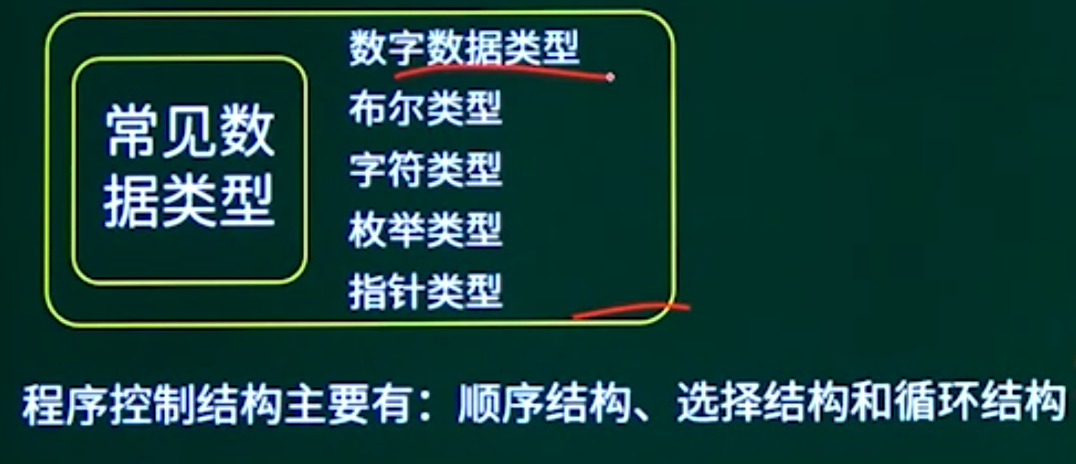 常见数
据类型
数字数据类型
布尔类型
字符类型
枚举类型
指针类型
程序控制结构主要有：顺序结构、选择结构和循环结构